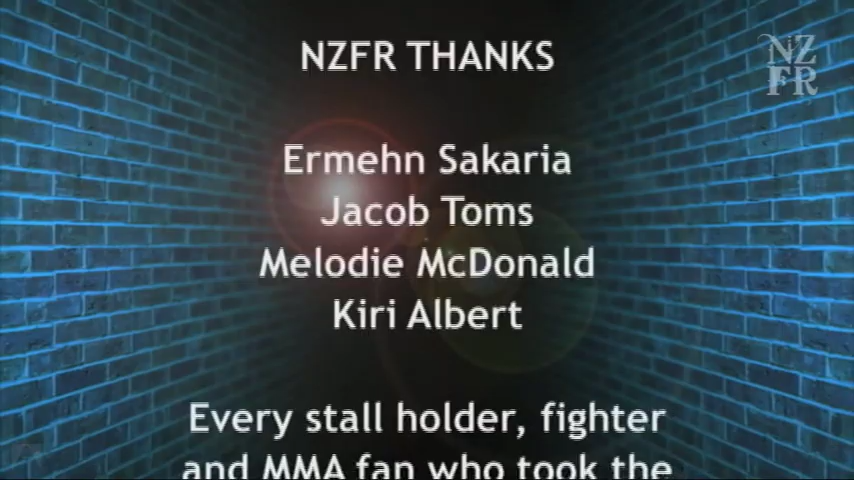 NZFR THANKS
NZ
FR
Ermehn Sakaria
Jacob Toms
Melodie McDonald
Kiri Albert
Every stall holder, fighter
and MMA fan who took the